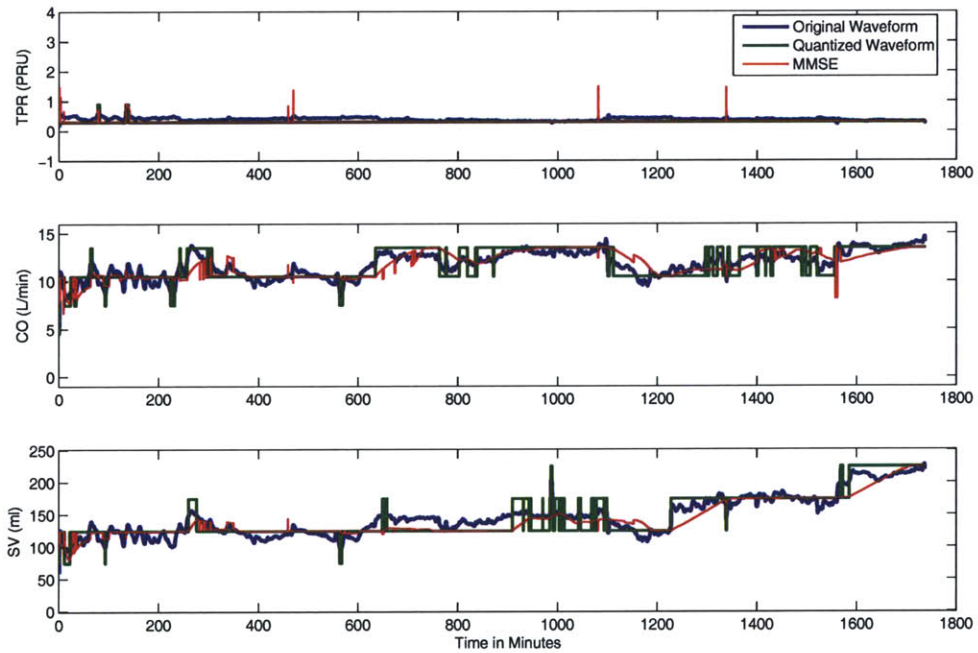 4
3
2
1
0
−1
TPR (PRU)
Original Waveform
Quantized Waveform
MMSE
0 200 400 600 800 1000 1200 1400 1600 1800
15
10
5
0
CO (L/min)
0 200 400 600 800 1000 1200 1400 1600 1800
250
200
150
100
50
0
SV (ml)
0 200 400 600 800 1000 1200 1400 1600 1800
Time in Minutes